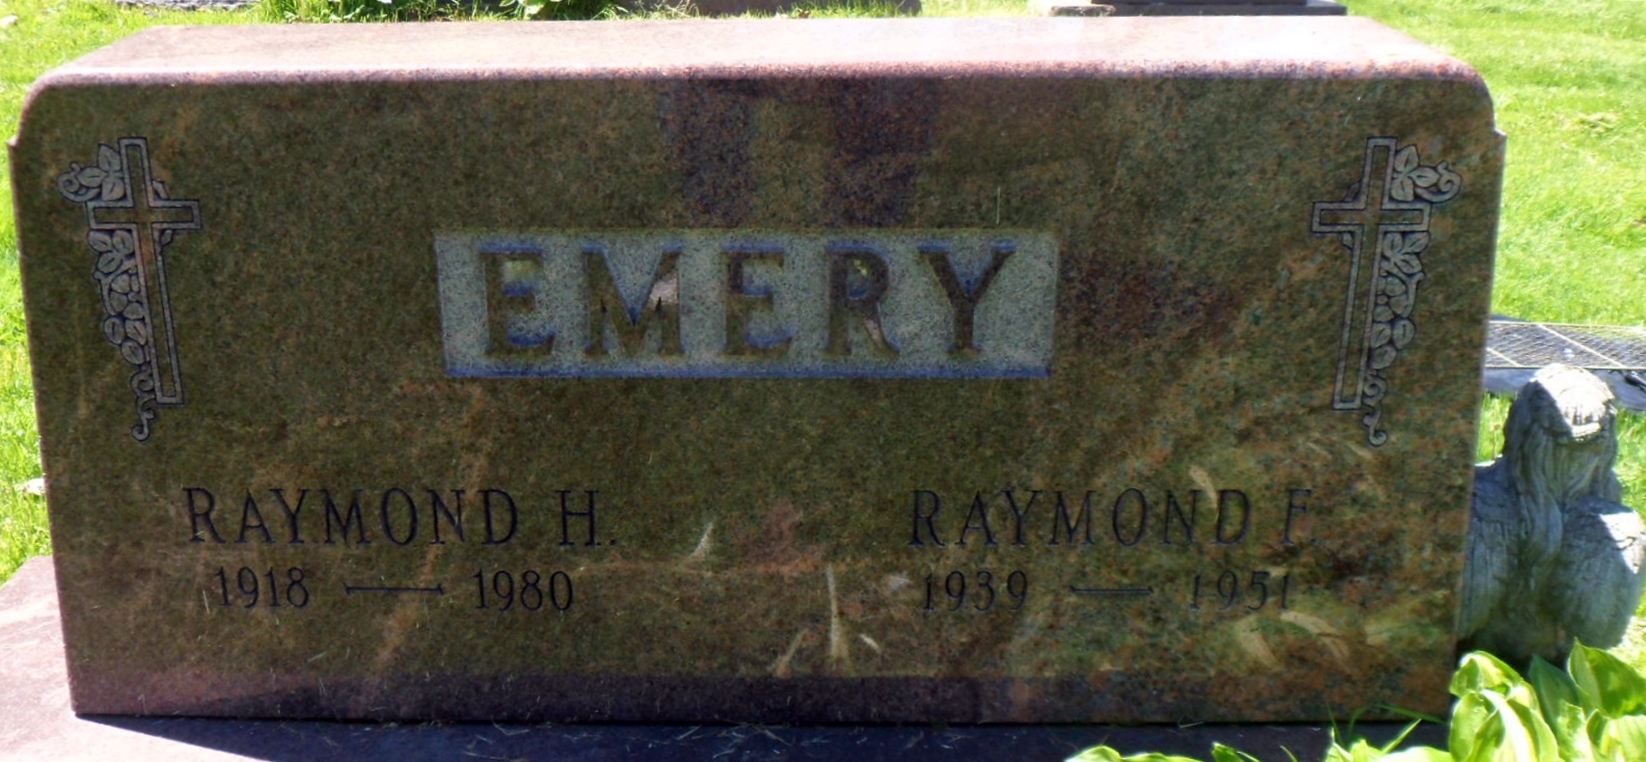 EMERY
RAYMOND H. RAYMOND F.
1918 — 1980 1939 — 1951